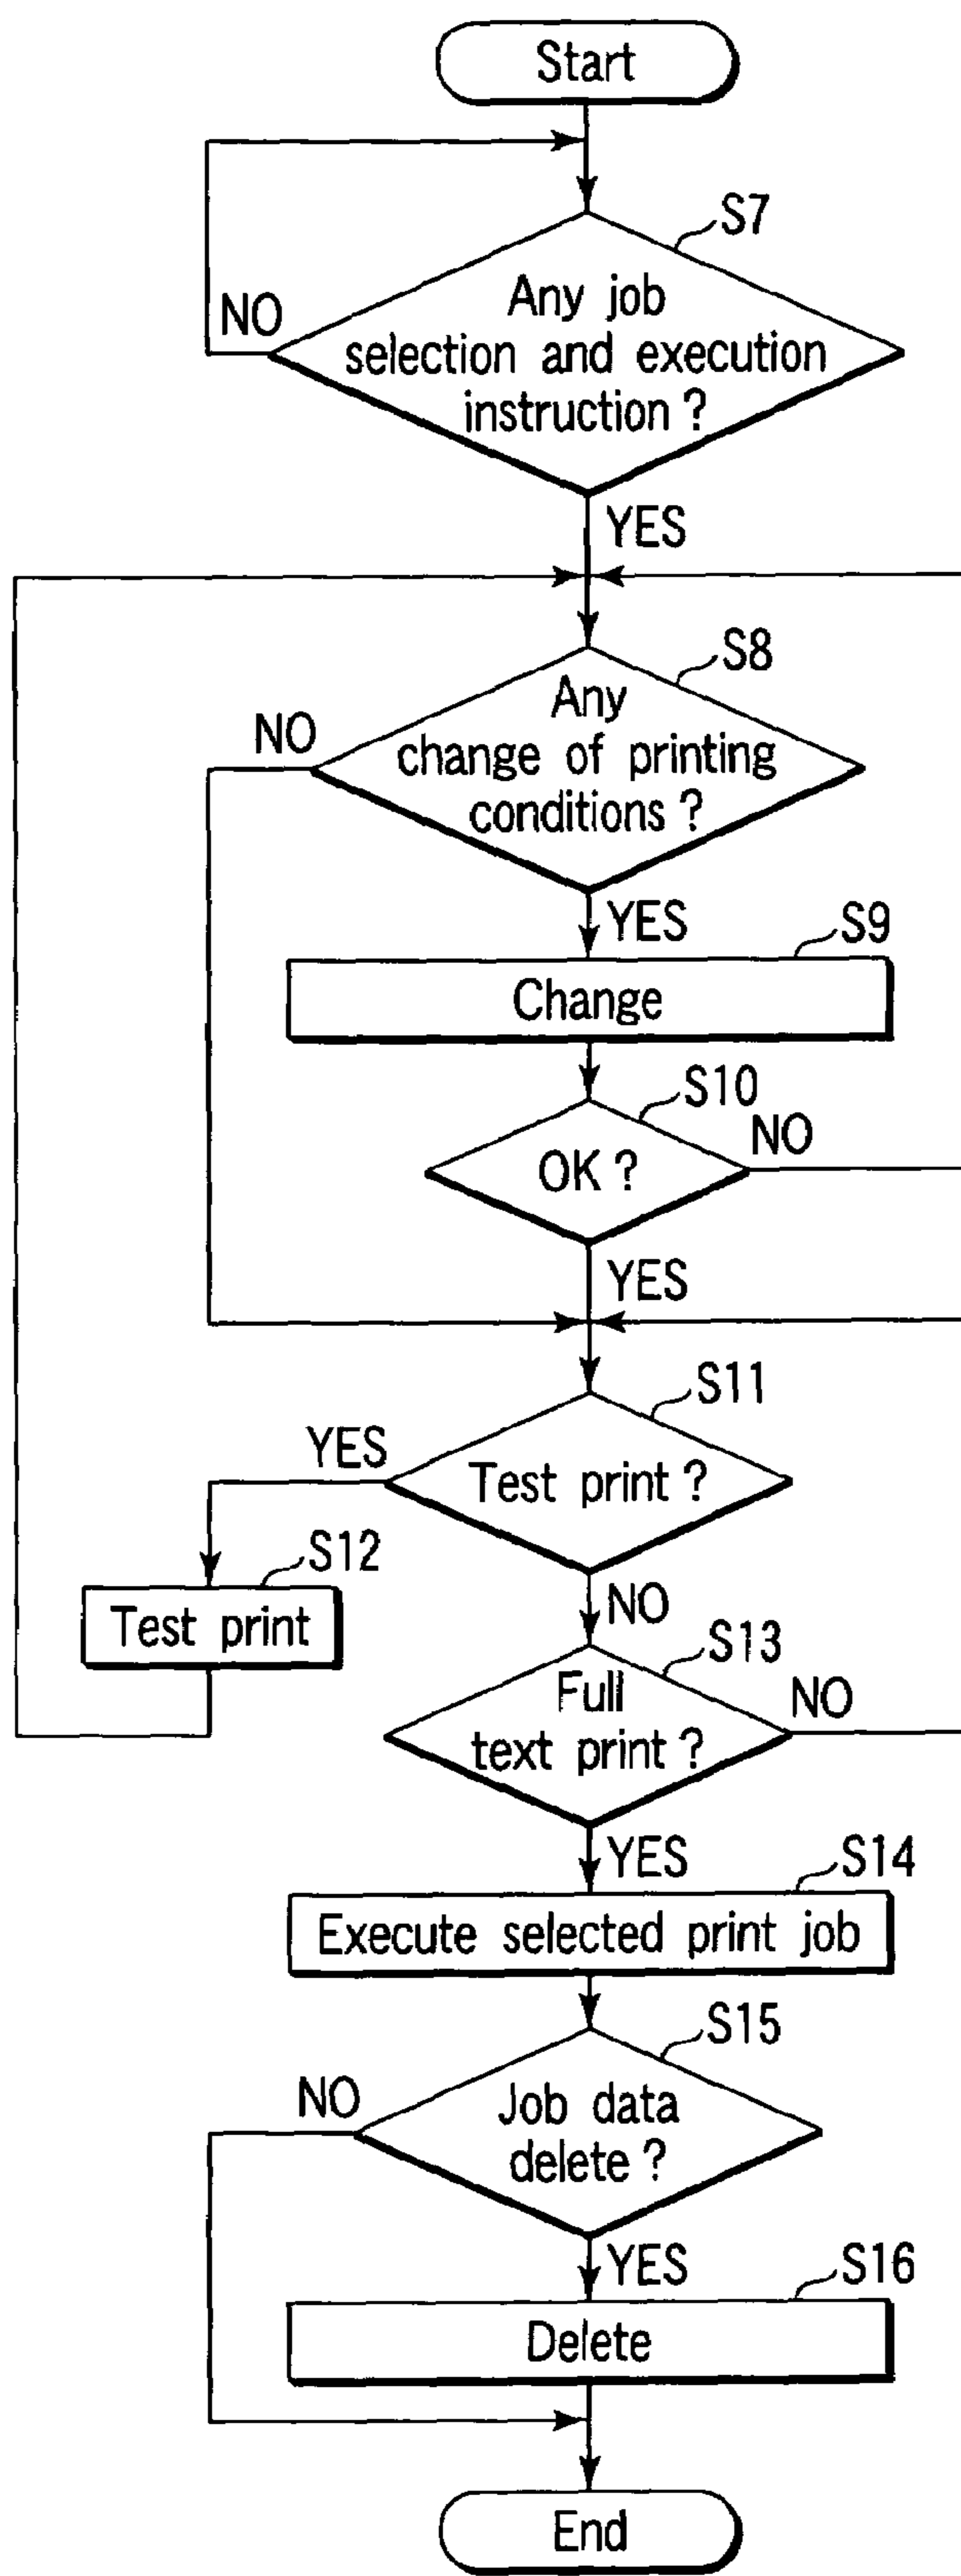 Start
S7
Any job
selection and execution
instruction ?
NO
YES
S8
Any
change of printing
conditions ?
NO
YES
S9
Change
S10
OK ?
NO
YES
S11
Test print ?
YES
S12
Test print
NO
S13
Full
text print ?
NO
YES
S14
Execute selected print job
S15
Job data
delete ?
NO
YES
S16
Delete
End